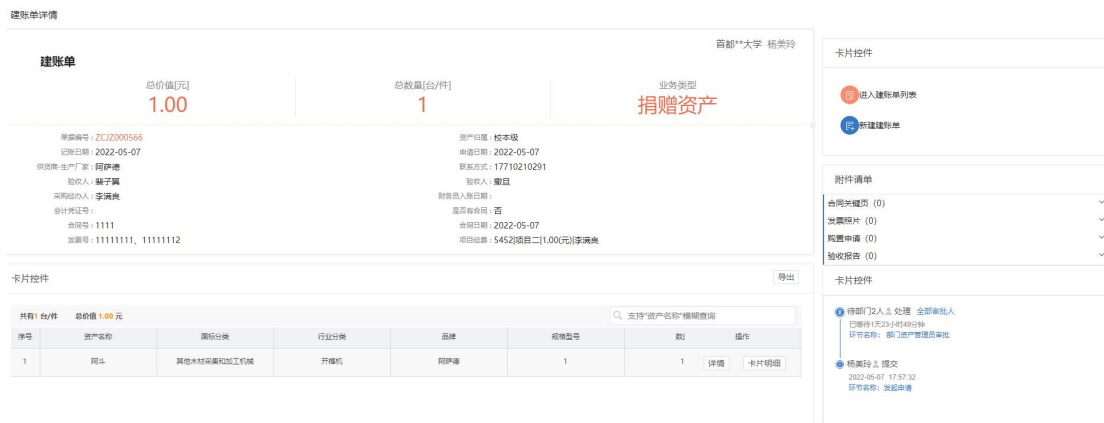 建账单详情
首都**大学 杨美玲
建账单
总价值[元] 总数量[台/件] 业务类型
1.00 1 捐赠资产
单据编号：ZCJZ000566 资产归属：校本级
记账日期：2022-05-07 申请日期：2022-05-07
供货商-生产厂家：阿萨德 联系方式：17710210291
验收人：裴子翼 验收人：撒旦
采购经办人：李满良 财务员入账日期：
会计凭证号： 是否有合同：否
合同号：1111 合同日期：2022-05-07
发票号：11111111、11111112 项目经费：5452|项目二|1.00(元)|李满良
卡片控件 导出
共有1 台/件 总价值 1.00 元 支持"资产名称"模糊查询
序号 资产名称 国标分类 行业分类 品牌 规格型号 数 操作
1 阿斗 其他木材采集和加工机械 开榫机 阿萨德 1 1 详情 卡片明细
卡片控件
进入建账单列表
新建建账单
附件清单
合同关键页（0）
发票照片（0）
购置申请（0）
验收报告（0）
卡片控件
待部门2人 处理 全部审批人
已等待1天23小时49分钟
环节名称：部门资产管理员审批
杨美玲 提交
2022-05-07 17:57:32
环节名称：发起申请